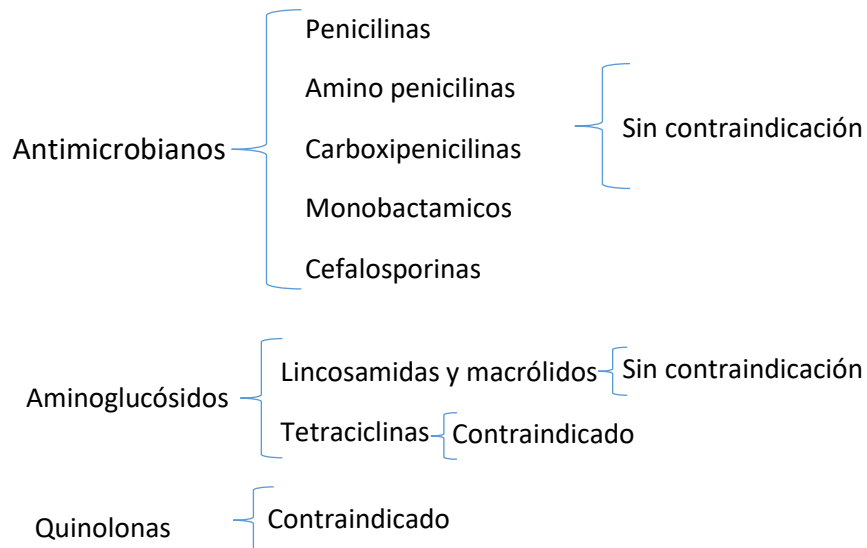 Antimicrobianos
Penicilinas
Amino penicilinas
Carboxipenicilinas
Monobactamicos
Cefalosporinas
Sin contraindicación
Aminoglucósidos
Lincosamidas y macrólidos
Sin contraindicación
Tetraciclinas
Contraindicado
Quinolonas
Contraindicado